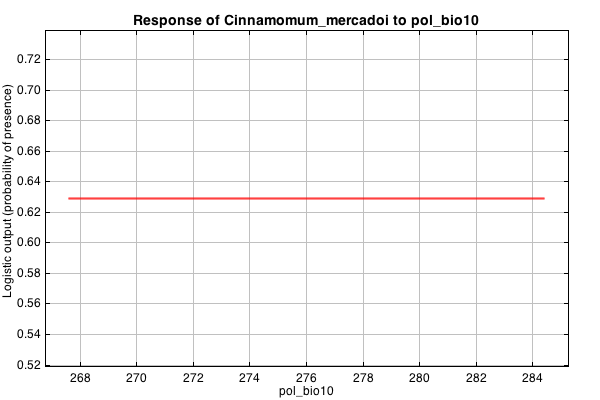 Response of Cinnamomum_mercadoi to pol_bio10
Logistic output (probability of presence)
0.72
0.70
0.68
0.66
0.64
0.62
0.60
0.58
0.56
0.54
0.52
268 270 272 274 276 278 280 282 284
pol_bio10